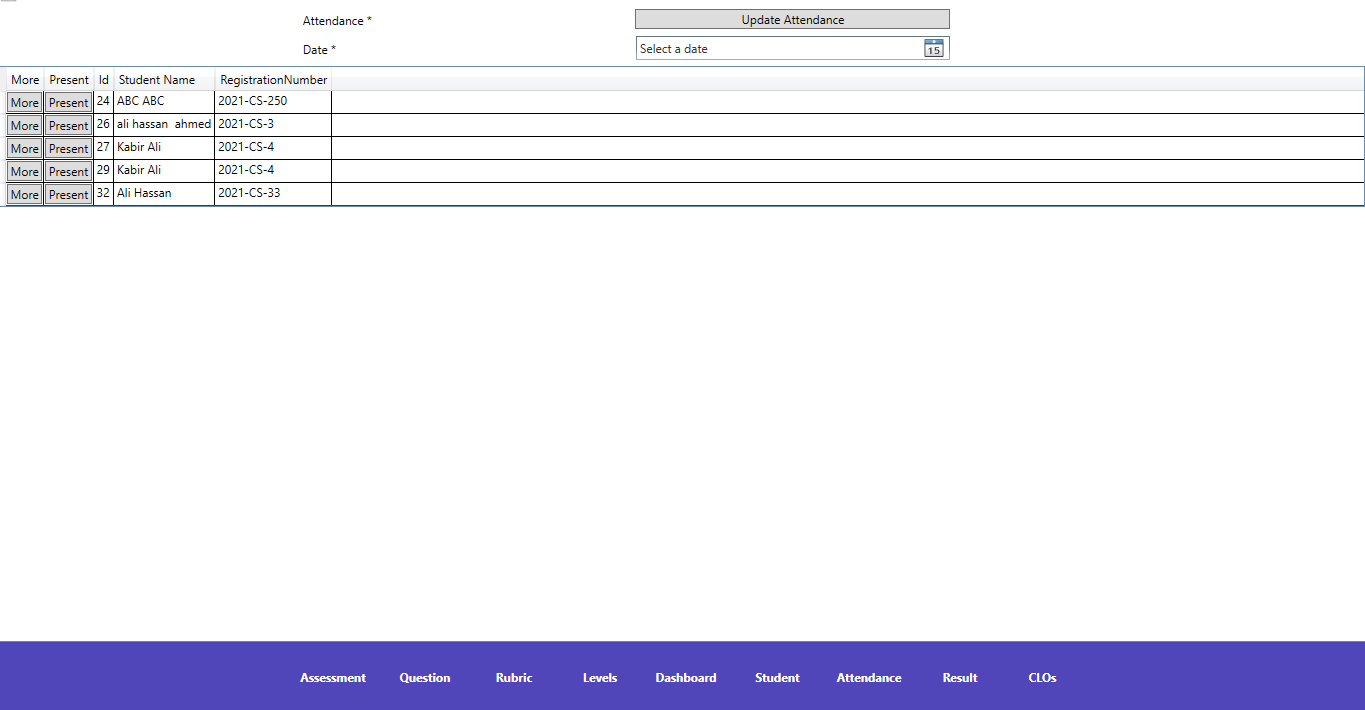 Attendance * Update Attendance
Date * Select a date 15
More Present Id Student Name RegistrationNumber
More Present 24 ABC ABC 2021-CS-250
More Present 26 ali hassan  ahmed 2021-CS-3
More Present 27 Kabir Ali 2021-CS-4
More Present 29 Kabir Ali 2021-CS-4
More Present 32 Ali Hassan 2021-CS-33
Assessment Question Rubric Levels Dashboard Student Attendance Result CLOs